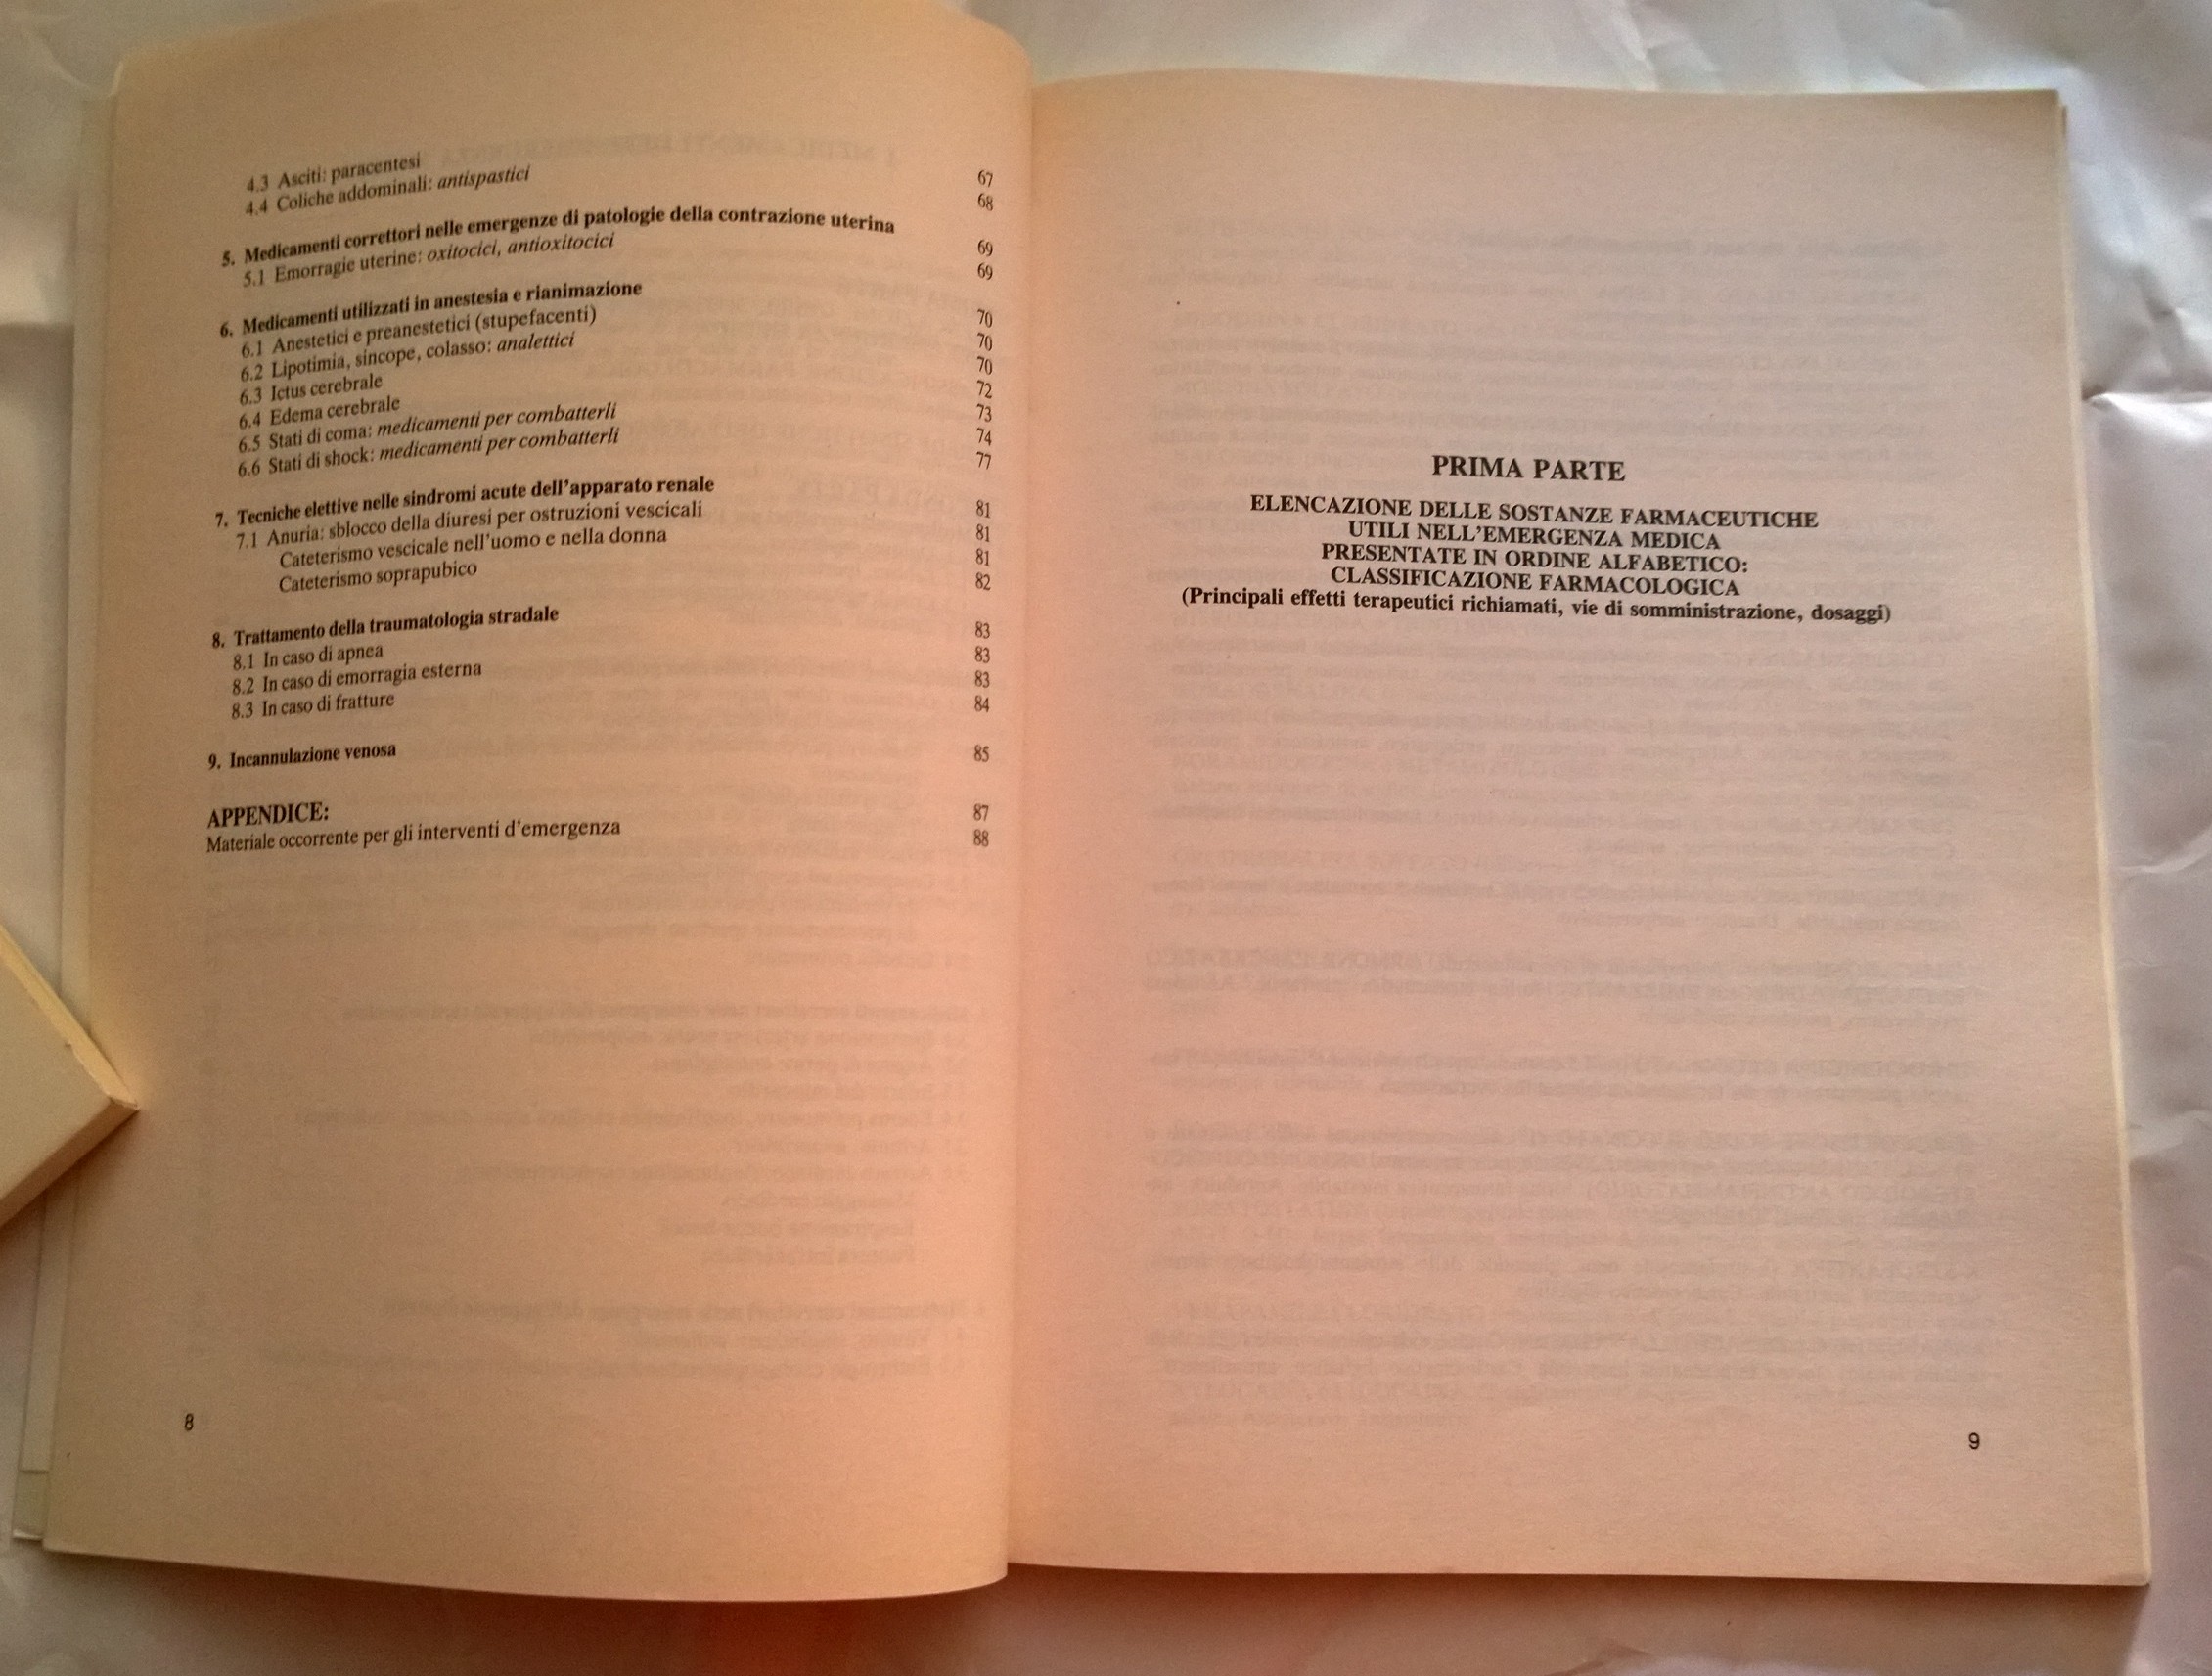 4.3 Asciti: paracentesi 67
4.4 Coliche addominali: antispastici 68
5. Medicamenti correttori nelle emergenze di patologie della contrazione uterina 69
5.1 Emorragie uterine: oxitocici, antioxitocici 69
6. Medicamenti utilizzati in anestesia e rianimazione 70
6.1 Anestetici e preanestetici (stupefacenti) 70
6.2 Lipotimia, sincope, colasso: analettici 70
6.3 Ictus cerebrale 72
6.4 Edema cerebrale 73
6.5 Stati di coma: medicamenti per combatterli 74
6.6 Stati di shock: medicamenti per combatterli 77
7. Tecniche elettive nelle sindromi acute dell'apparato renale 81
7.1 Anuria: sblocco della diuresi per ostruzioni vescicali 81
Cateterismo vescicale nell'uomo e nella donna 81
Cateterismo soprapubico 82
8. Trattamento della traumatologia stradale 83
8.1 In caso di apnea 83
8.2 In caso di emorragia esterna 83
8.3 In caso di fratture 84
9. Incannulazione venosa 85
APPENDICE: 87
Materiale occorrente per gli interventi d'emergenza 88
8
PRIMA PARTE
ELENCAZIONE DELLE SOSTANZE FARMACEUTICHE
UTILI NELL'EMERGENZA MEDICA
PRESENTATE IN ORDINE ALFABETICO:
CLASSIFICAZIONE FARMACOLOGICA
(Principali effetti terapeutici richiamati, vie di somministrazione, dosaggi)
9